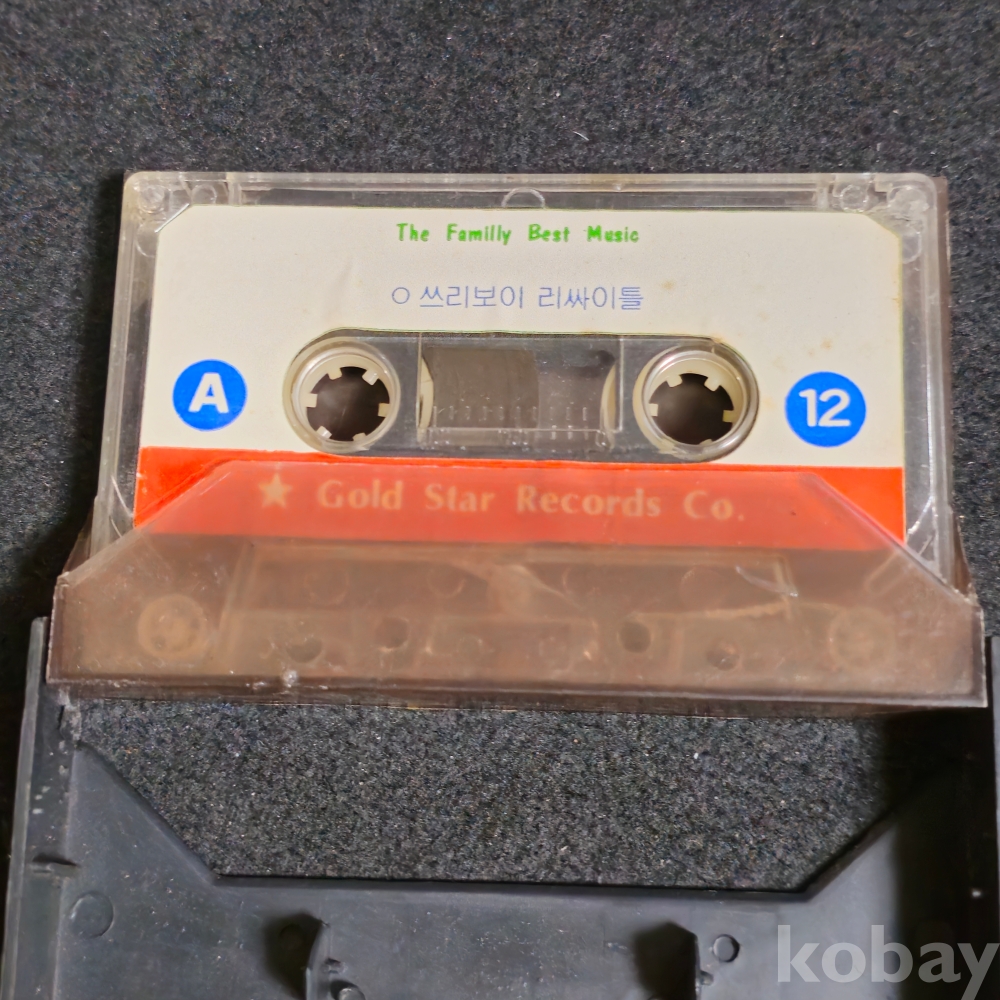 The Familly Best Music
ㅇ 쓰리보이 리싸이틀
A
12
★ Gold Star Records Co.
kobay